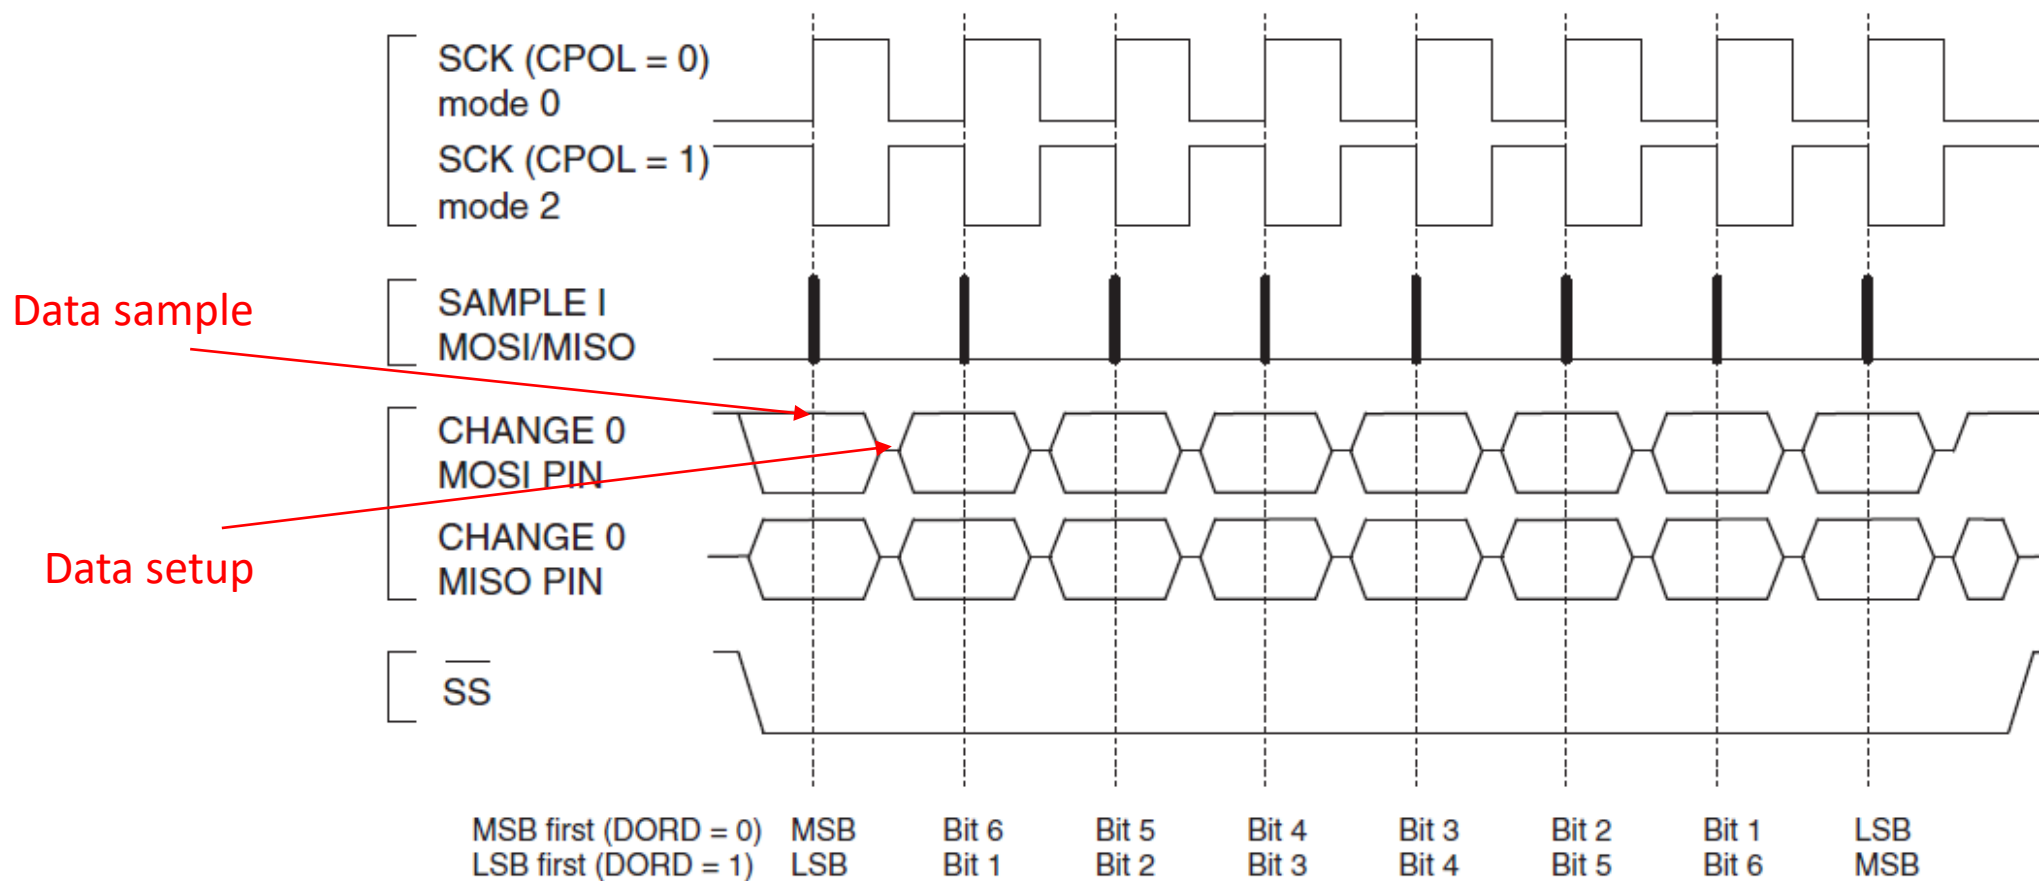 SCK (CPOL = 0)
mode 0
SCK (CPOL = 1)
mode 2
Data sample
SAMPLE I
MOSI/MISO
CHANGE 0
MOSI PIN
Data setup
CHANGE 0
MISO PIN
SS
MSB first (DORD = 0) MSB Bit 6 Bit 5 Bit 4 Bit 3 Bit 2 Bit 1 LSB
LSB first (DORD = 1) LSB Bit 1 Bit 2 Bit 3 Bit 4 Bit 5 Bit 6 MSB